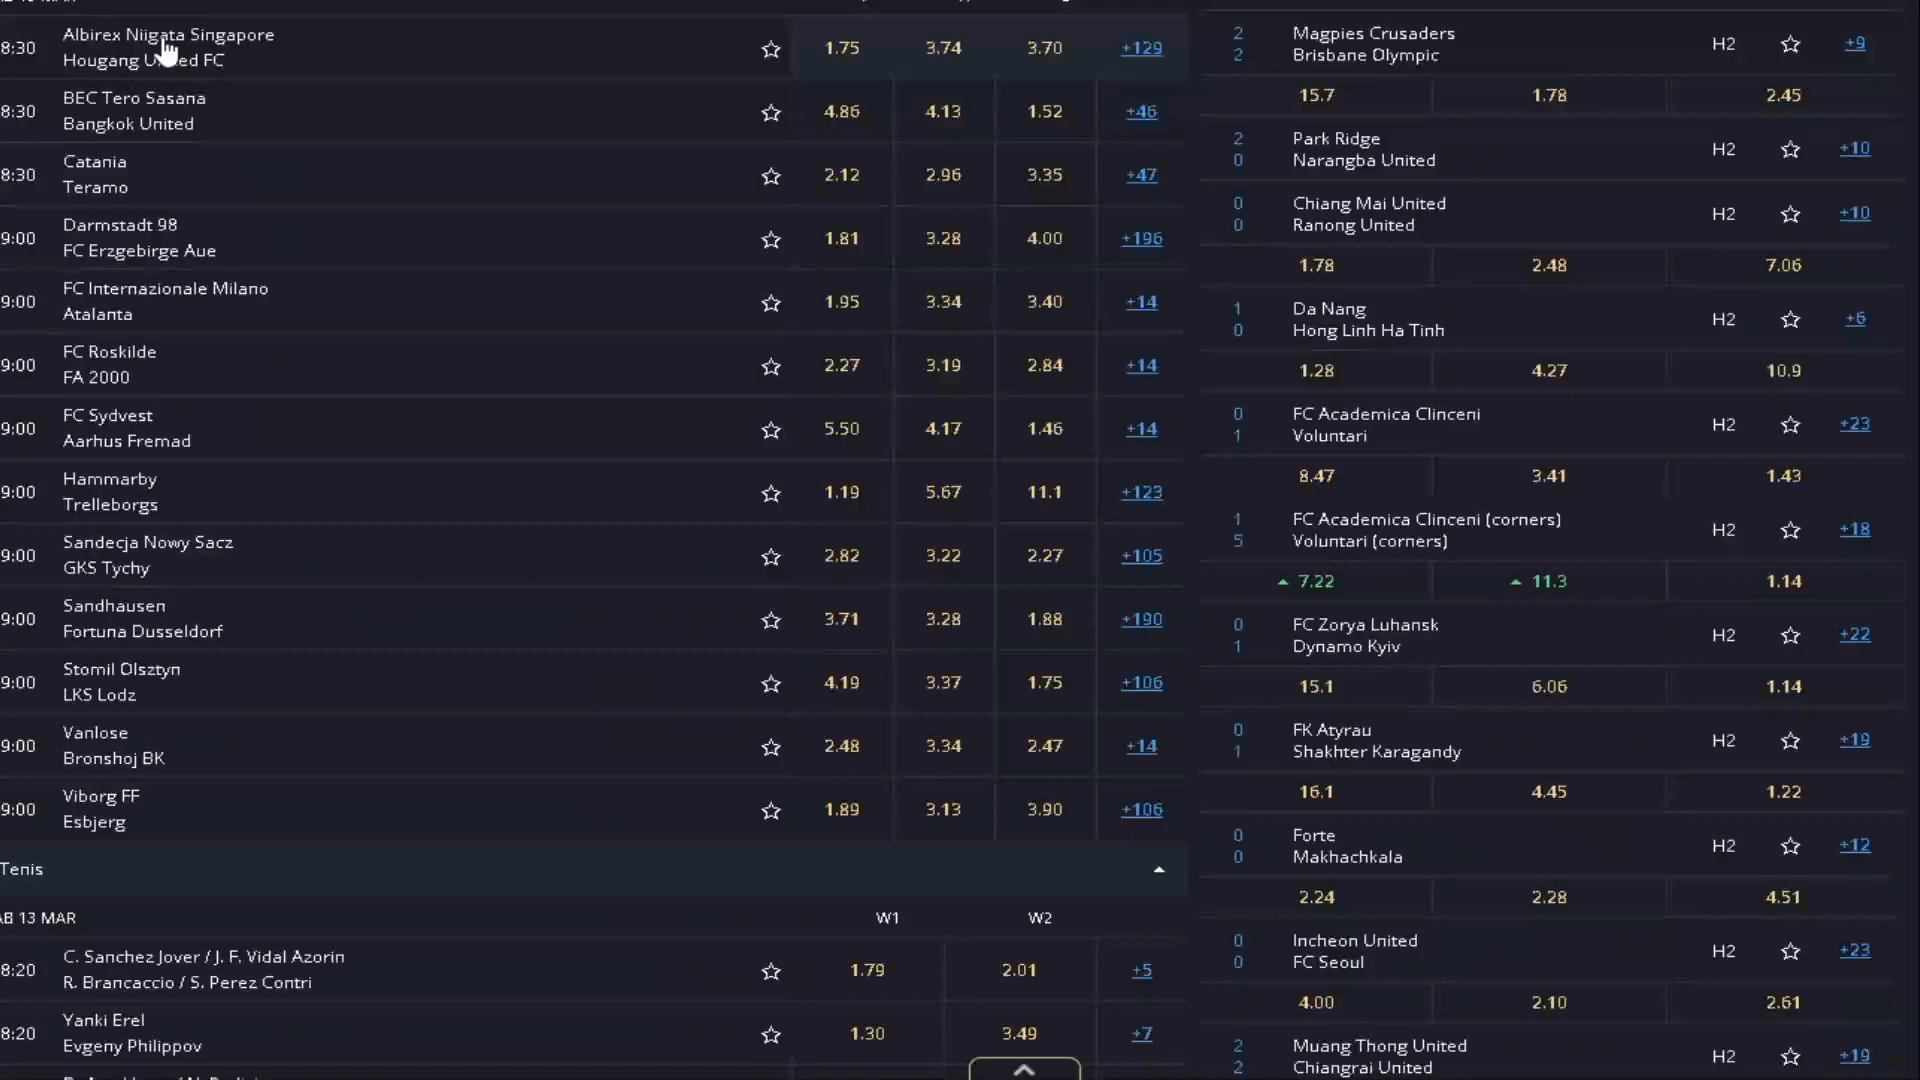 8:30
Albirex Niigata Singapore
Hougang U ed FC
1.75 3.74 3.70 +129
8:30
BEC Tero Sasana
Bangkok United
4.86 4.13 1.52 +46
8:30
Catania
Teramo
2.12 2.96 3.35 +47
9:00
Darmstadt 98
FC Erzgebirge Aue
1.81 3.28 4.00 +196
9:00
FC Internazionale Milano
Atalanta
1.95 3.34 3.40 +14
9:00
FC Roskilde
FA 2000
2.27 3.19 2.84 +14
9:00
FC Sydvest
Aarhus Fremad
5.50 4.17 1.46 +14
9:00
Hammarby
Trelleborgs
1.19 5.67 11.1 +123
9:00
Sandecja Nowy Sacz
GKS Tychy
2.82 3.22 2.27 +105
9:00
Sandhausen
Fortuna Dusseldorf
3.71 3.28 1.88 +190
9:00
Stomil Olsztyn
LKS Lodz
4.19 3.37 1.75 +106
9:00
Vanlose
Bronshoj BK
2.48 3.34 2.47 +14
9:00
Viborg FF
Esbjerg
1.89 3.13 3.90 +106
Tenis
AB 13 MAR W1 W2
8:20
C. Sanchez Jover / J. F. Vidal Azorin
R. Brancaccio / S. Perez Contri
1.79 2.01 +5
8:20
Yanki Erel
Evgeny Philippov
1.30 3.49 +7
2 Magpies Crusaders
2 Brisbane Olympic
H2 +9
15.7 1.78 2.45
2 Park Ridge
0 Narangba United
H2 +10
0 Chiang Mai United
0 Ranong United
H2 +10
1.78 2.48 7.06
1 Da Nang
0 Hong Linh Ha Tinh
H2 +6
1.28 4.27 10.9
0 FC Academica Clinceni
1 Voluntari
H2 +23
8.47 3.41 1.43
1 FC Academica Clinceni (corners)
5 Voluntari (corners)
H2 +18
7.22 11.3 1.14
0 FC Zorya Luhansk
1 Dynamo Kyiv
H2 +22
15.1 6.06 1.14
0 FK Atyrau
1 Shakhter Karagandy
H2 +19
16.1 4.45 1.22
0 Forte
0 Makhachkala
H2 +12
2.24 2.28 4.51
0 Incheon United
0 FC Seoul
H2 +23
4.00 2.10 2.61
2 Muang Thong United
2 Chiangrai United
H2 +19